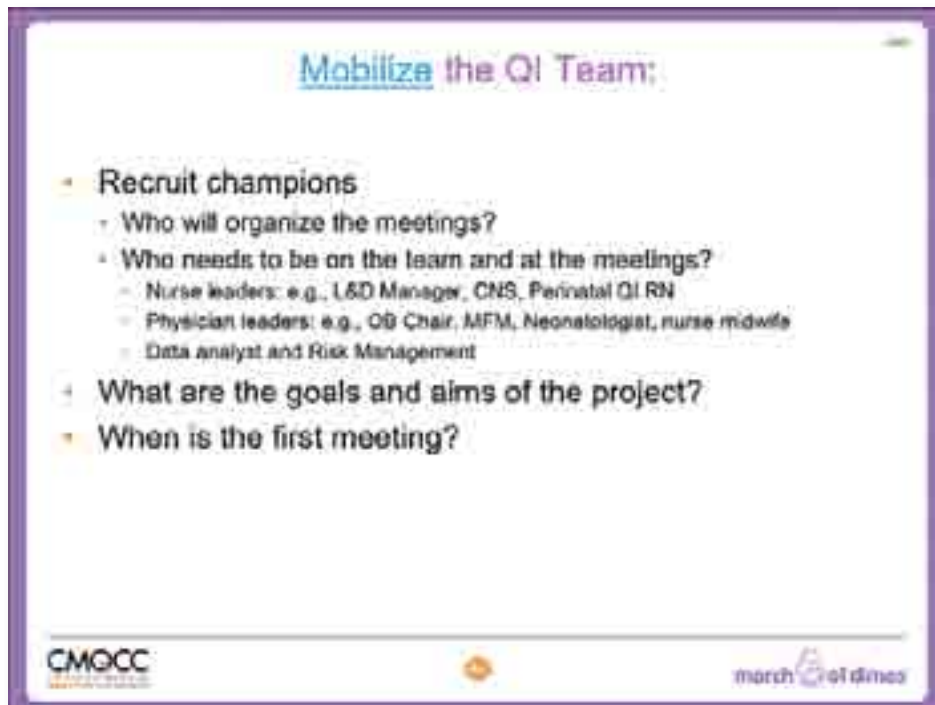 Mobilize the QI Team:
Recruit champions
Who will organize the meetings?
Who needs to be on the team and at the meetings?
Nurse leaders: e.g., L&D Manager, CNS, Perinatal QI RN
Physician leaders: e.g., OB Chair, MFM, Neonatologist, nurse midwife
Data analyst and Risk Management
What are the goals and aims of the project?
When is the first meeting?
CMQCC
march of dimes